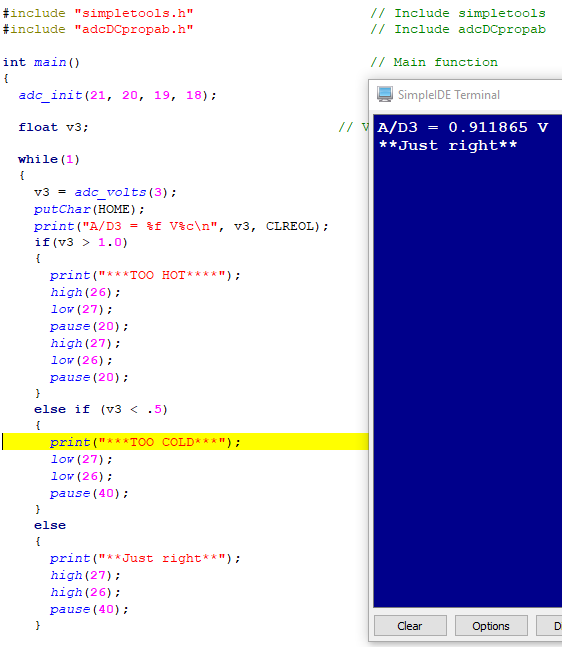 #include "simpletools.h" // Include simpletools
#include "adcDCpropab.h" // Include adcDCpropab
int main() // Main function
{
adc_init(21, 20, 19, 18);
float v3; // V
while(1)
{
v3 = adc_volts(3);
putChar(HOME);
print("A/D3 = %f V%c\n", v3, CLREOL);
if(v3 > 1.0)
{
print("***TOO HOT****");
high(26);
low(27);
pause(20);
high(27);
low(26);
pause(20);
}
else if (v3 < .5)
{
print("***TOO COLD***");
low(27);
low(26);
pause(40);
}
else
{
print("**Just right**");
high(27);
high(26);
pause(40);
}
SimpleIDE Terminal
A/D3 = 0.911865 V
**Just right**
Clear Options D